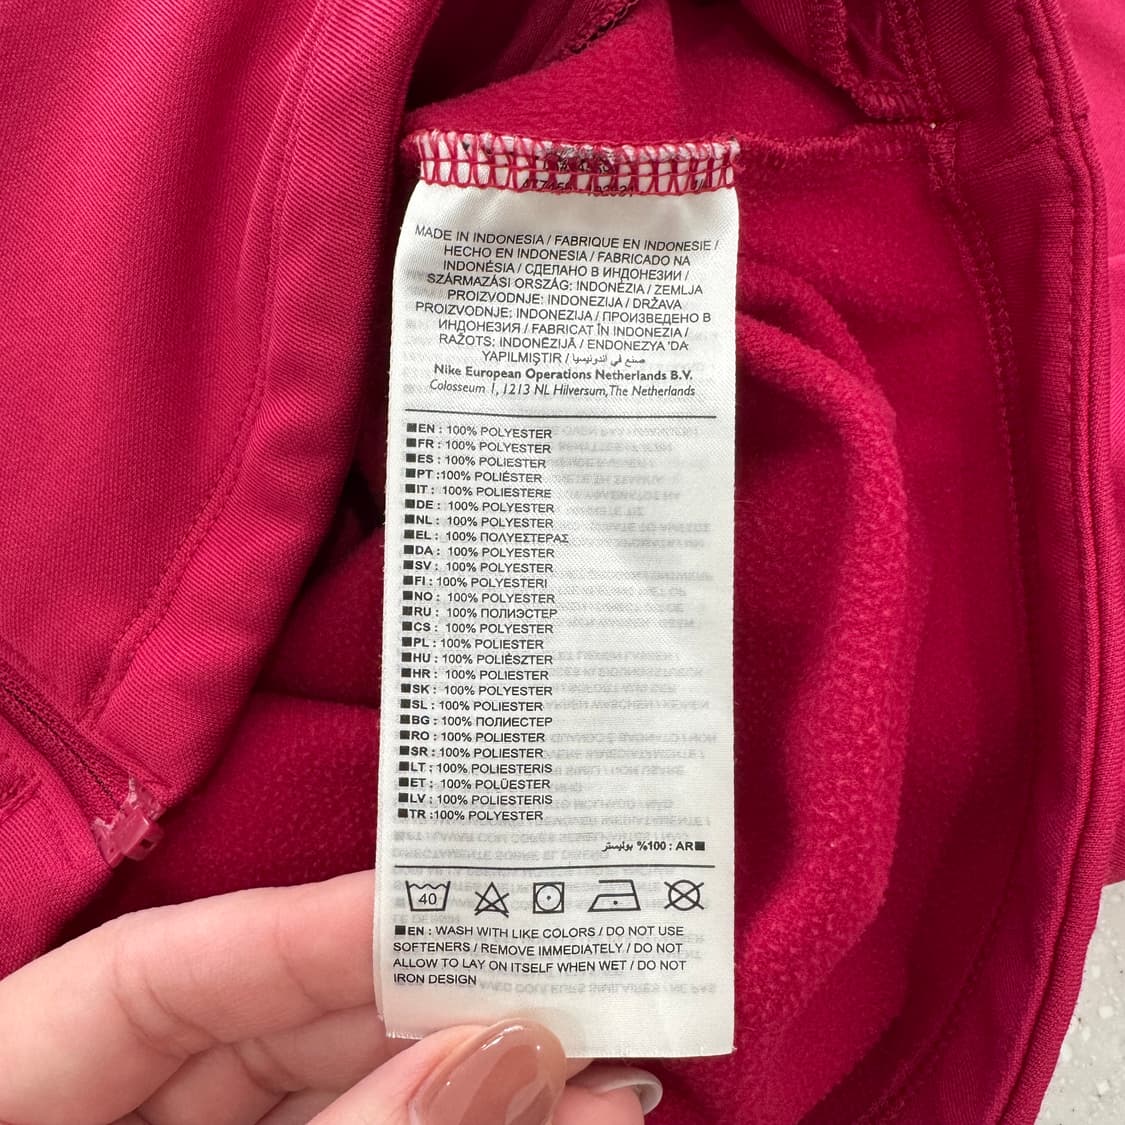 MADE IN INDONESIA / FABRIQUE EN INDONESIE /
HECHO EN INDONESIA / FABRICADO NA
INDONÉSIA / СДЕЛАНО В ИНДОНЕЗИИ /
SZÁRMAZÁSI ORSZÁG: INDONÉZIA / ZEMLJA
PROIZVODNJE: INDONEZIJA / DRŽAVA
PROIZVODNJE: INDONEZIJA / ПРОИЗВЕДЕНО В
ИНДОНЕЗИЯ / FABRICAT ÎN INDONEZIA /
RAŽOTS: INDONĒZIJĀ / ENDONEZYA 'DA
YAPILMIŞTIR / صنع في اندونيسيا
Nike European Operations Netherlands B.V.
Colosseum 1, 1213 NL Hilversum, The Netherlands
■EN : 100% POLYESTER
■FR : 100% POLYESTER
■ES : 100% POLIESTER
■PT :100% POLIÉSTER
■IT : 100% POLIESTERE
■DE : 100% POLYESTER
■NL : 100% POLYESTER
■EL : 100% ΠΟΛΥΕΣΤΕΡΑΣ
■DA : 100% POLYESTER
■SV : 100% POLYESTER
■FI : 100% POLYESTERI
■NO : 100% POLYESTER
■RU : 100% ПОЛИЭСТЕР
■CS : 100% POLYESTER
■PL : 100% POLIESTER
■HU : 100% POLIÉSZTER
■HR : 100% POLIESTER
■SK : 100% POLYESTER
■SL : 100% POLIESTER
■BG : 100% ПОЛИЕСТЕР
■RO : 100% POLIESTER
■SR : 100% POLIESTER
■LT : 100% POLIESTERIS
■ET : 100% POLÜESTER
■LV : 100% POLIESTERIS
■TR :100% POLYESTER
■AR : 100% بوليستر
40
■EN : WASH WITH LIKE COLORS / DO NOT USE
SOFTENERS / REMOVE IMMEDIATELY / DO NOT
ALLOW TO LAY ON ITSELF WHEN WET / DO NOT
IRON DESIGN